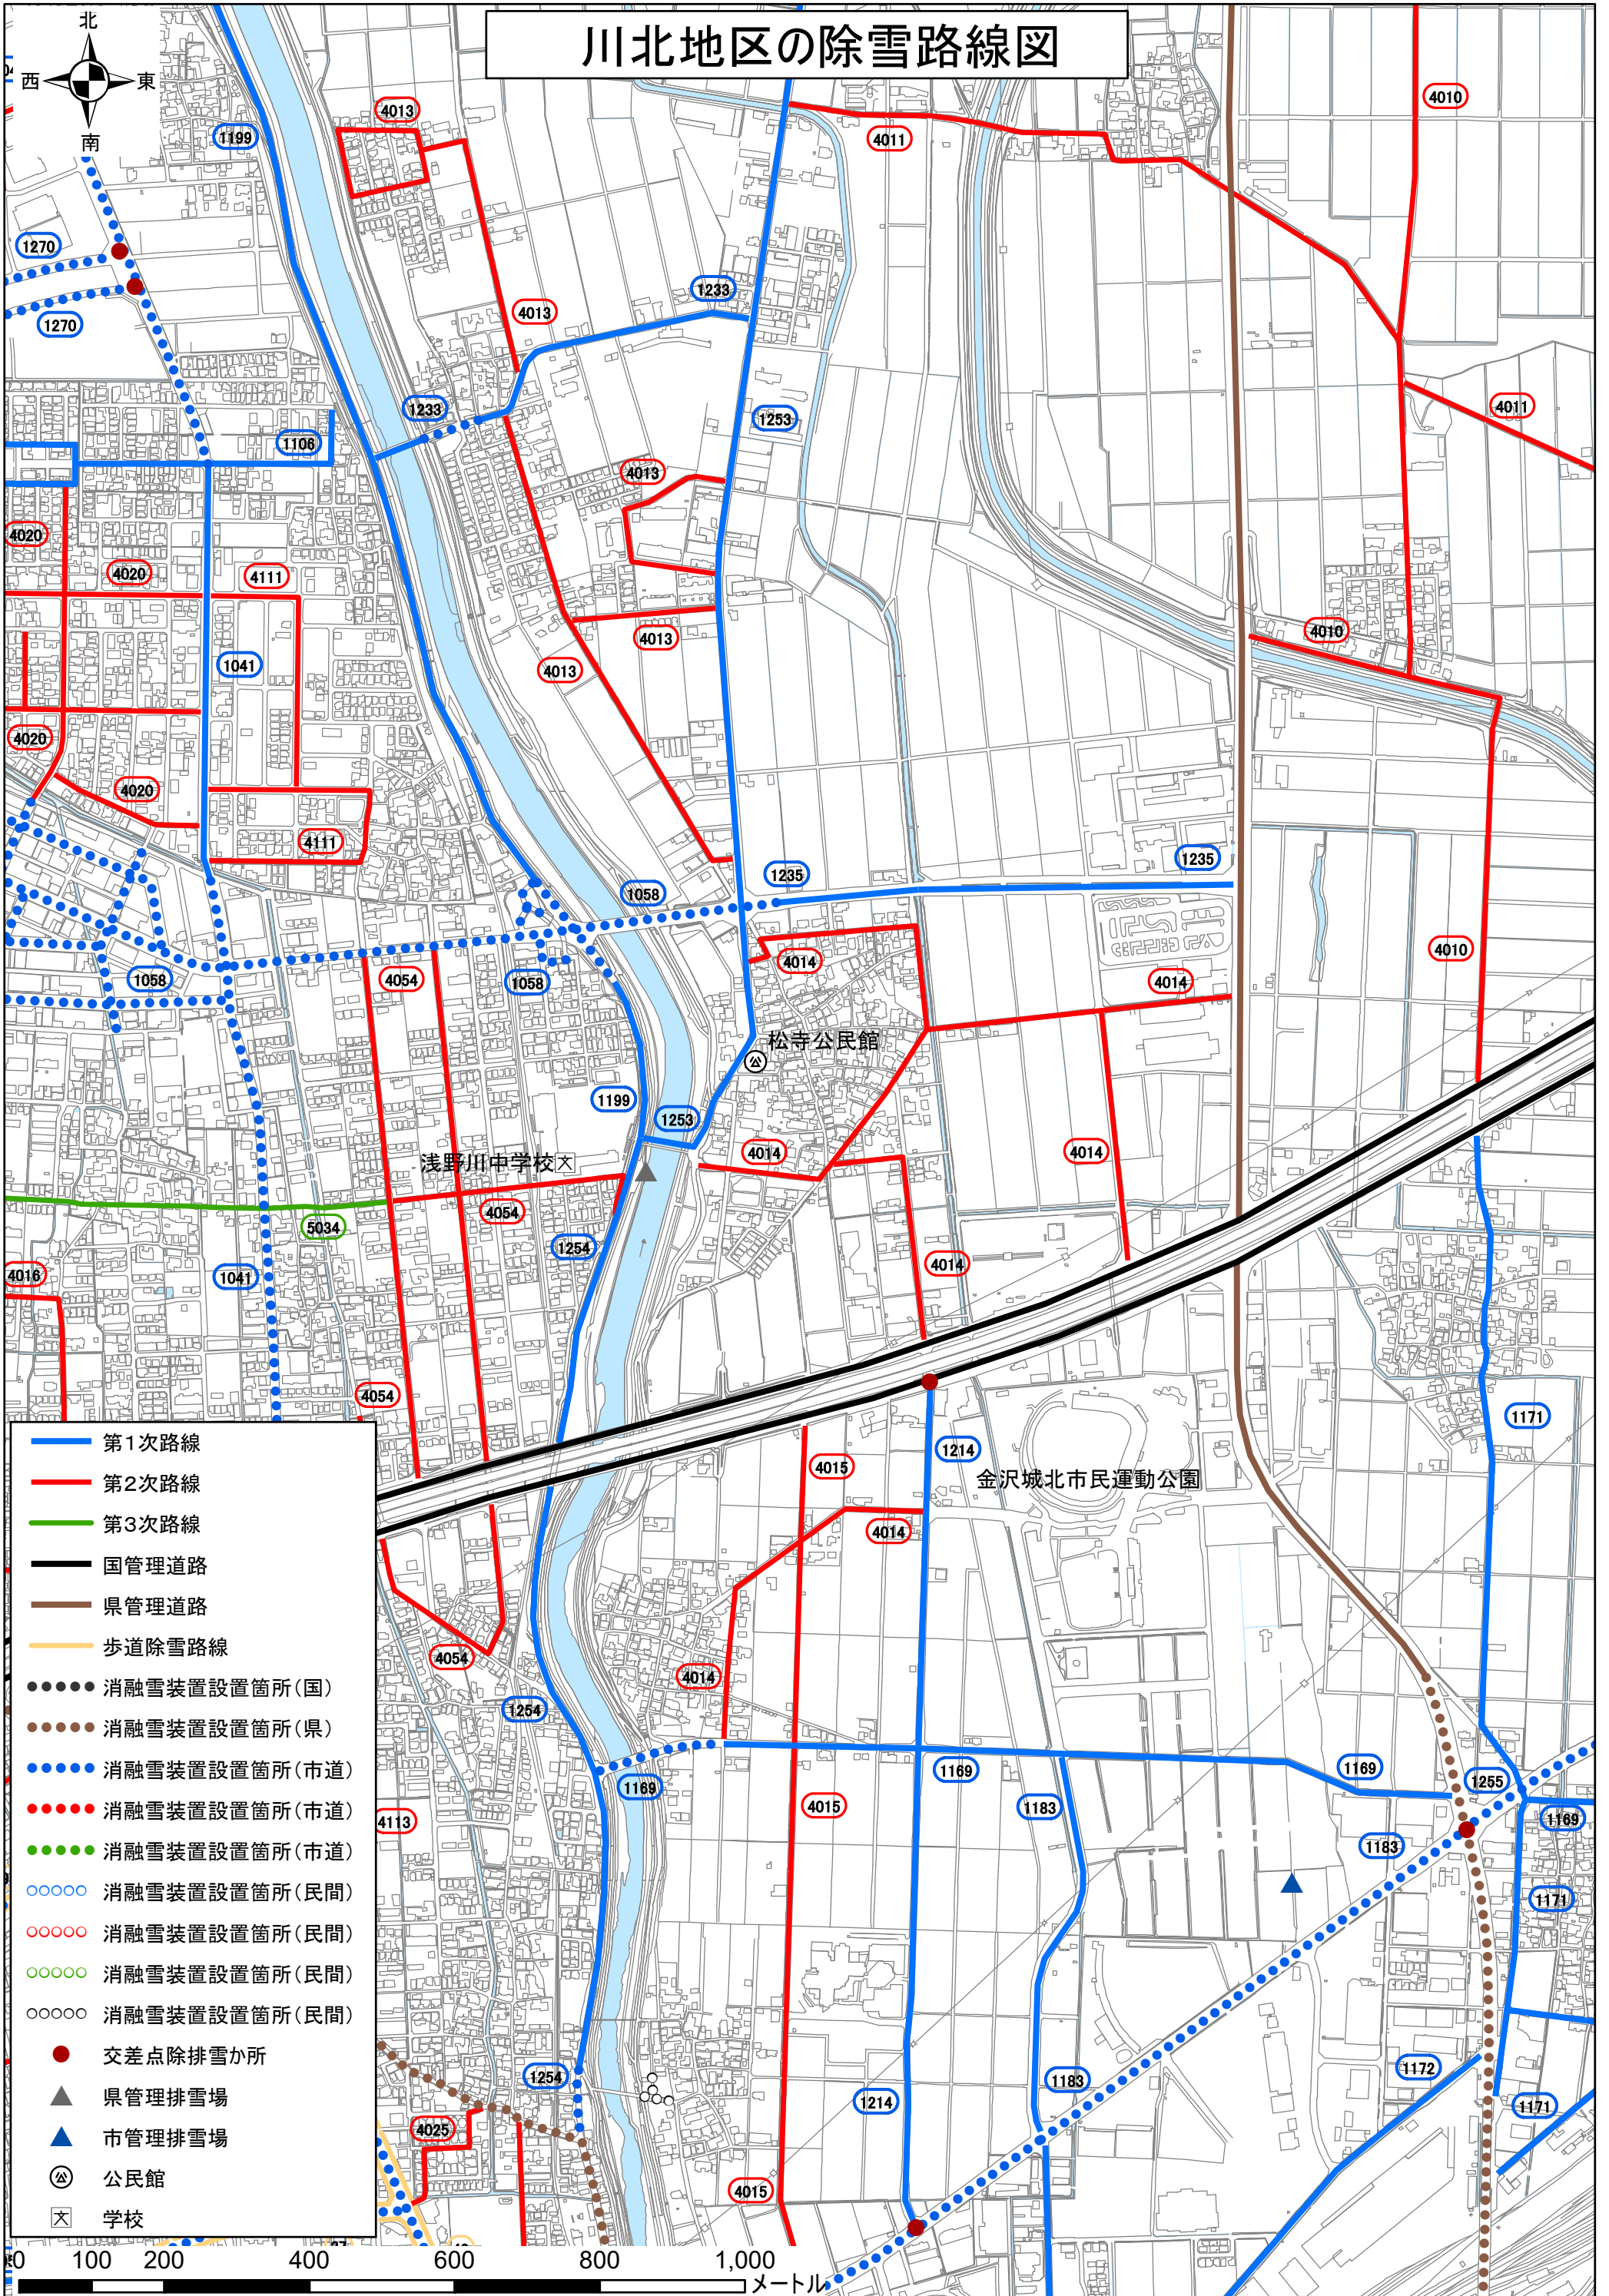 川北地区の除雪路線図
北
西
東
南
1199
4013
4011
4010
1270
1270
1233
4013
1233
1253
4011
1106
4013
4020
4020
4111
4013
4010
1041
4013
4020
4020
4111
1058
1235
1235
1058
4054
1058
4014
4014
4010
松寺公民館
1199
1253
4014
4014
浅野川中学校
文
4054
5034
1254
4014
4016
1041
4054
1171
4015
1214
金沢城北市民運動公園
4014
4054
4014
1254
1169
1169
1169
1255
1169
4113
4015
1183
1183
1171
1254
1183
1172
1171
1214
4025
4015
第1次路線
第2次路線
第3次路線
国管理道路
県管理道路
歩道除雪路線
消融雪装置設置箇所(国)
消融雪装置設置箇所(県)
消融雪装置設置箇所(市道)
消融雪装置設置箇所(市道)
消融雪装置設置箇所(市道)
消融雪装置設置箇所(民間)
消融雪装置設置箇所(民間)
消融雪装置設置箇所(民間)
消融雪装置設置箇所(民間)
交差点除排雪か所
県管理排雪場
市管理排雪場
公民館
文 学校
0 100 200 400 600 800 1,000
メートル